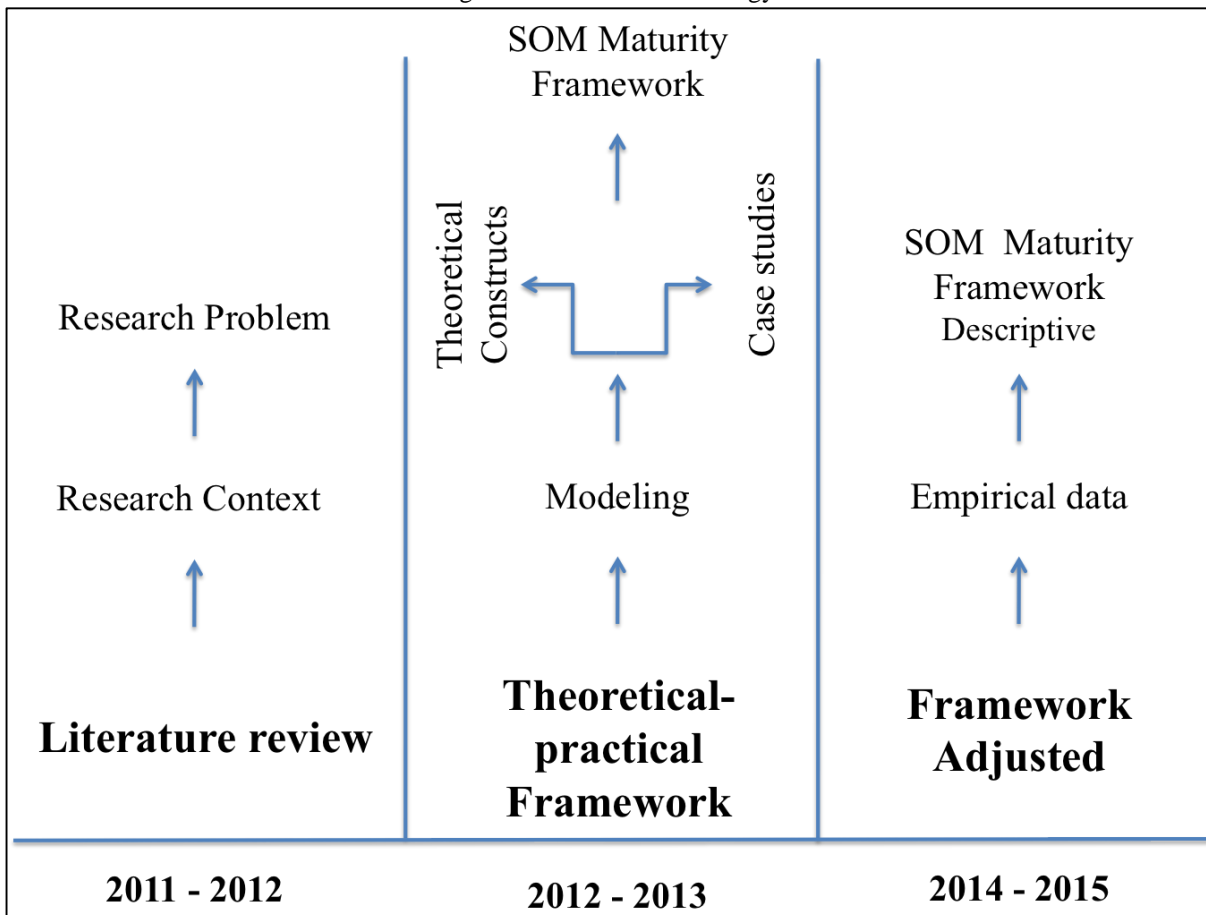 SOM Maturity
Framework
Theoretical
Constructs
Case studies
SOM  Maturity
Framework
Descriptive
Research Problem
Research Context
Modeling
Empirical data
Literature review
Theoretical-
practical
Framework
Framework
Adjusted
2011 - 2012
2012 - 2013
2014 - 2015